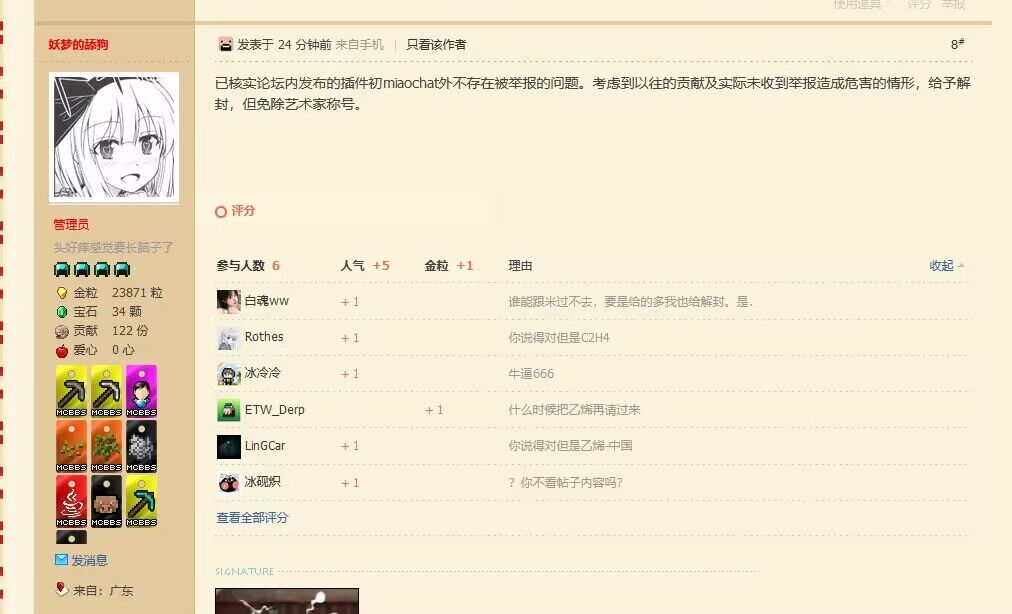 使用道具 评分 举报
妖梦的舔狗
发表于 24 分钟前 来自手机 | 只看该作者 8#
已核实论坛内发布的插件初miaochat外不存在被举报的问题。考虑到以往的贡献及实际未收到举报造成危害的情形，给予解
封，但免除艺术家称号。
评分
管理员
头好痒感觉要长脑子了
参与人数 6 人气 +5 金粒 +1 理由 收起
金粒 23871 粒
宝石 34 颗
贡献 122 份
爱心 0 心
白魂ww +1 谁能跟米过不去，要是给的多我也给解封。是.
Rothes +1 你说得对但是C2H4
冰冷冷 +1 牛逼666
ETW_Derp +1 什么时候把乙烯再请过来
LinGCar +1 你说得对但是乙烯-中国
冰砚炽 +1 ？你不看帖子内容吗?
查看全部评分
MCBBS MCBBS MCBBS
MCBBS MCBBS MCBBS
MCBBS MCBBS MCBBS
发消息
来自：广东
SIGNATURE